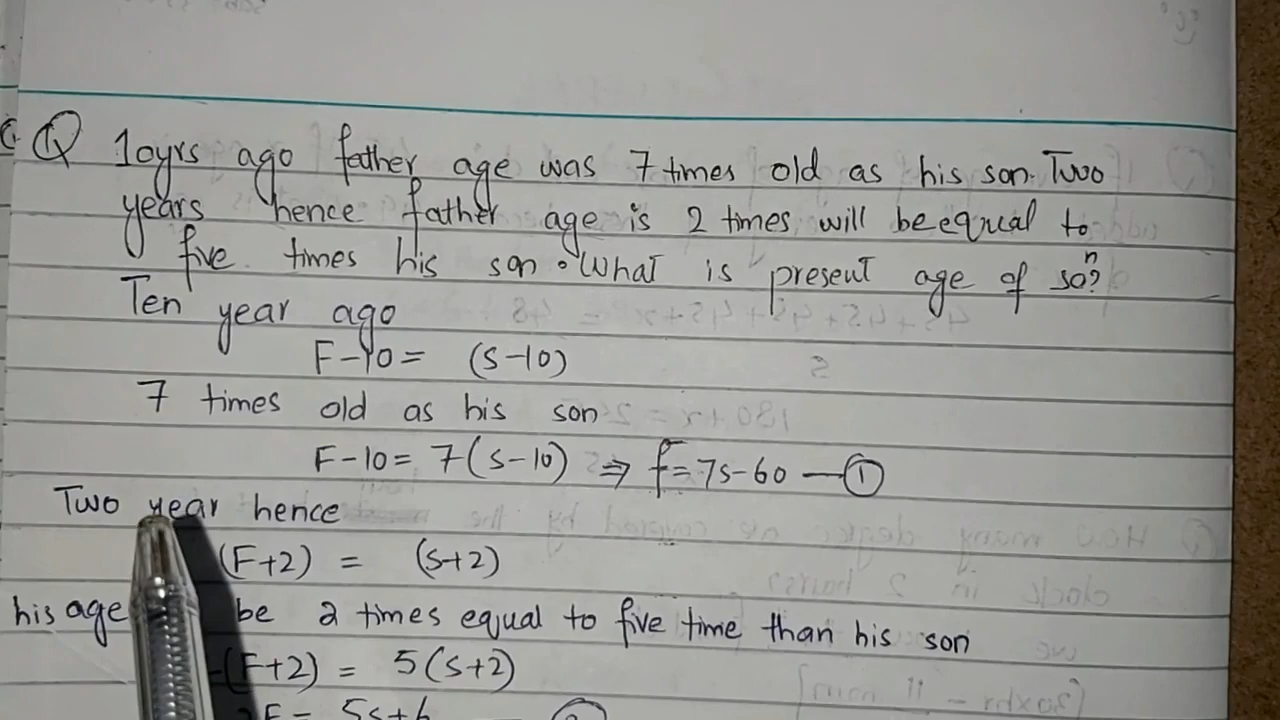 Q 10yrs ago father age was 7 times old as his son. Two
years hence father age is 2 times will be equal to
five times his son. What is present age of son?
Ten year ago
F-10 = (s-10)
7 times old as his son
F-10 = 7(s-10) ⇒ f = 7s-60 — ①
Two year hence
(F+2) = (s+2)
his age be 2 times equal to five time than his son
(F+2) = 5(s+2)
2F = 5s+6